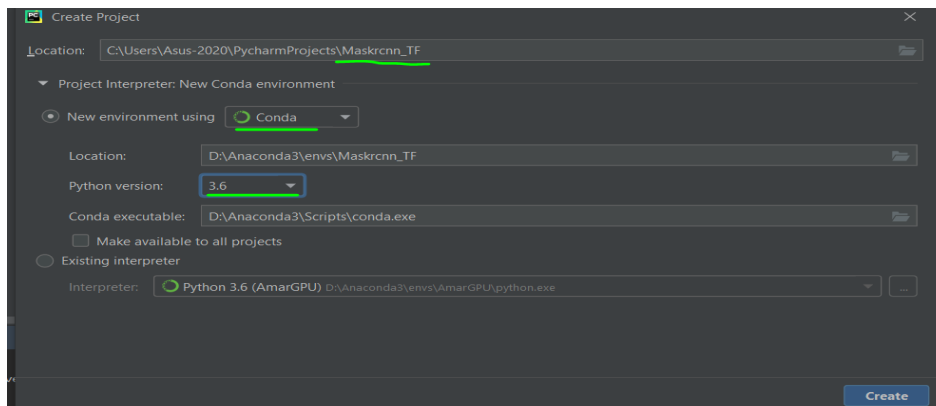 PC Create Project
Location: C:\Users\Asus-2020\PycharmProjects\Maskrcnn_TF
Project Interpreter: New Conda environment
New environment using Conda
Location: D:\Anaconda3\envs\Maskrcnn_TF
Python version: 3.6
Conda executable: D:\Anaconda3\Scripts\conda.exe
Make available to all projects
Existing interpreter
Interpreter: Python 3.6 (AmarGPU) D:\Anaconda3\envs\AmarGPU\python.exe ...
Create